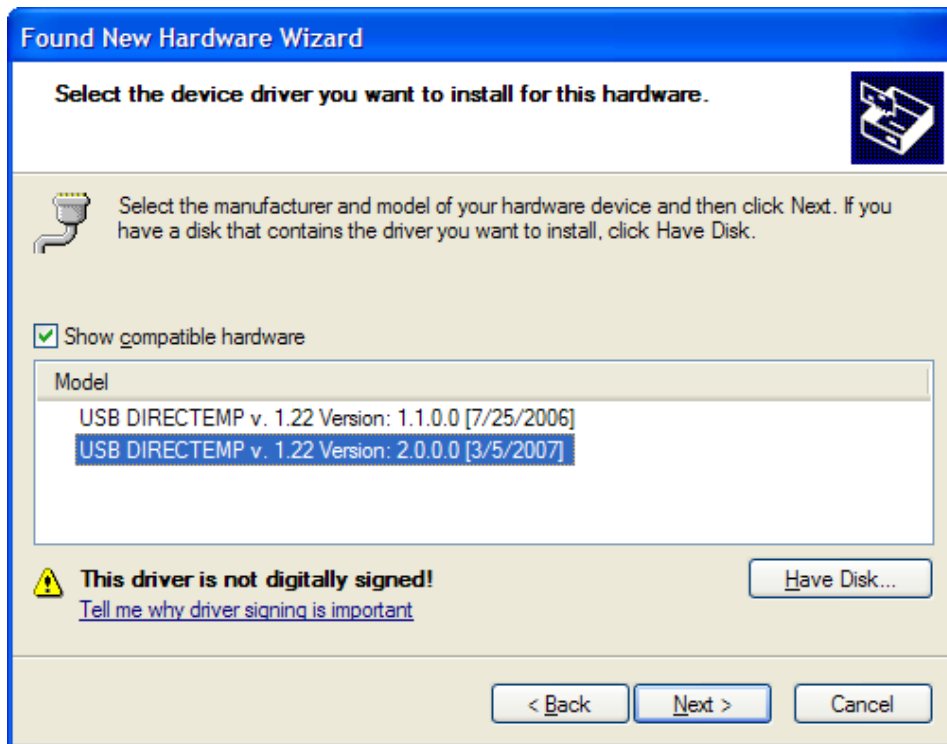 Found New Hardware Wizard
Select the device driver you want to install for this hardware.
Select the manufacturer and model of your hardware device and then click Next. If you
have a disk that contains the driver you want to install, click Have Disk.
Show compatible hardware
Model
USB DIRECTEMP v. 1.22 Version: 1.1.0.0 [7/25/2006]
USB DIRECTEMP v. 1.22 Version: 2.0.0.0 [3/5/2007]
This driver is not digitally signed!
Have Disk...
Tell me why driver signing is important
< Back
Next >
Cancel